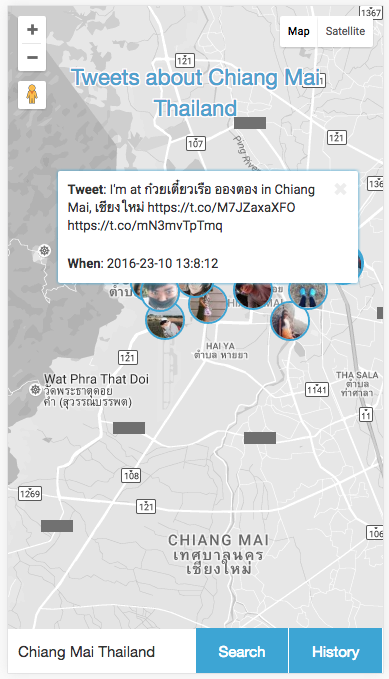 1367
Map
Satellite
121
Tweets about Chiang Mai
Thailand
Ping River
121
107
136
Tweet: I'm at ก๋วยเตี๋ยวเรือ อองตอง in Chiang
Mai, เชียงใหม่ https://t.co/M7JZaxaXFO
https://t.co/mN3mvTpTmq
When: 2016-23-10 13:8:12
ตำบ
HAI YA
ตำบล หายยา
121
Wat Phra That Doi
วัดพระธาตุดอย
คำ (สุวรรณบรรพต)
THA SALA
ตำบล
ท่าศาลา
1141
11
108
1269
121
106
CHIANG MAI
เทศบาลนคร
เชียงใหม่
Chiang Mai Thailand
Search
History